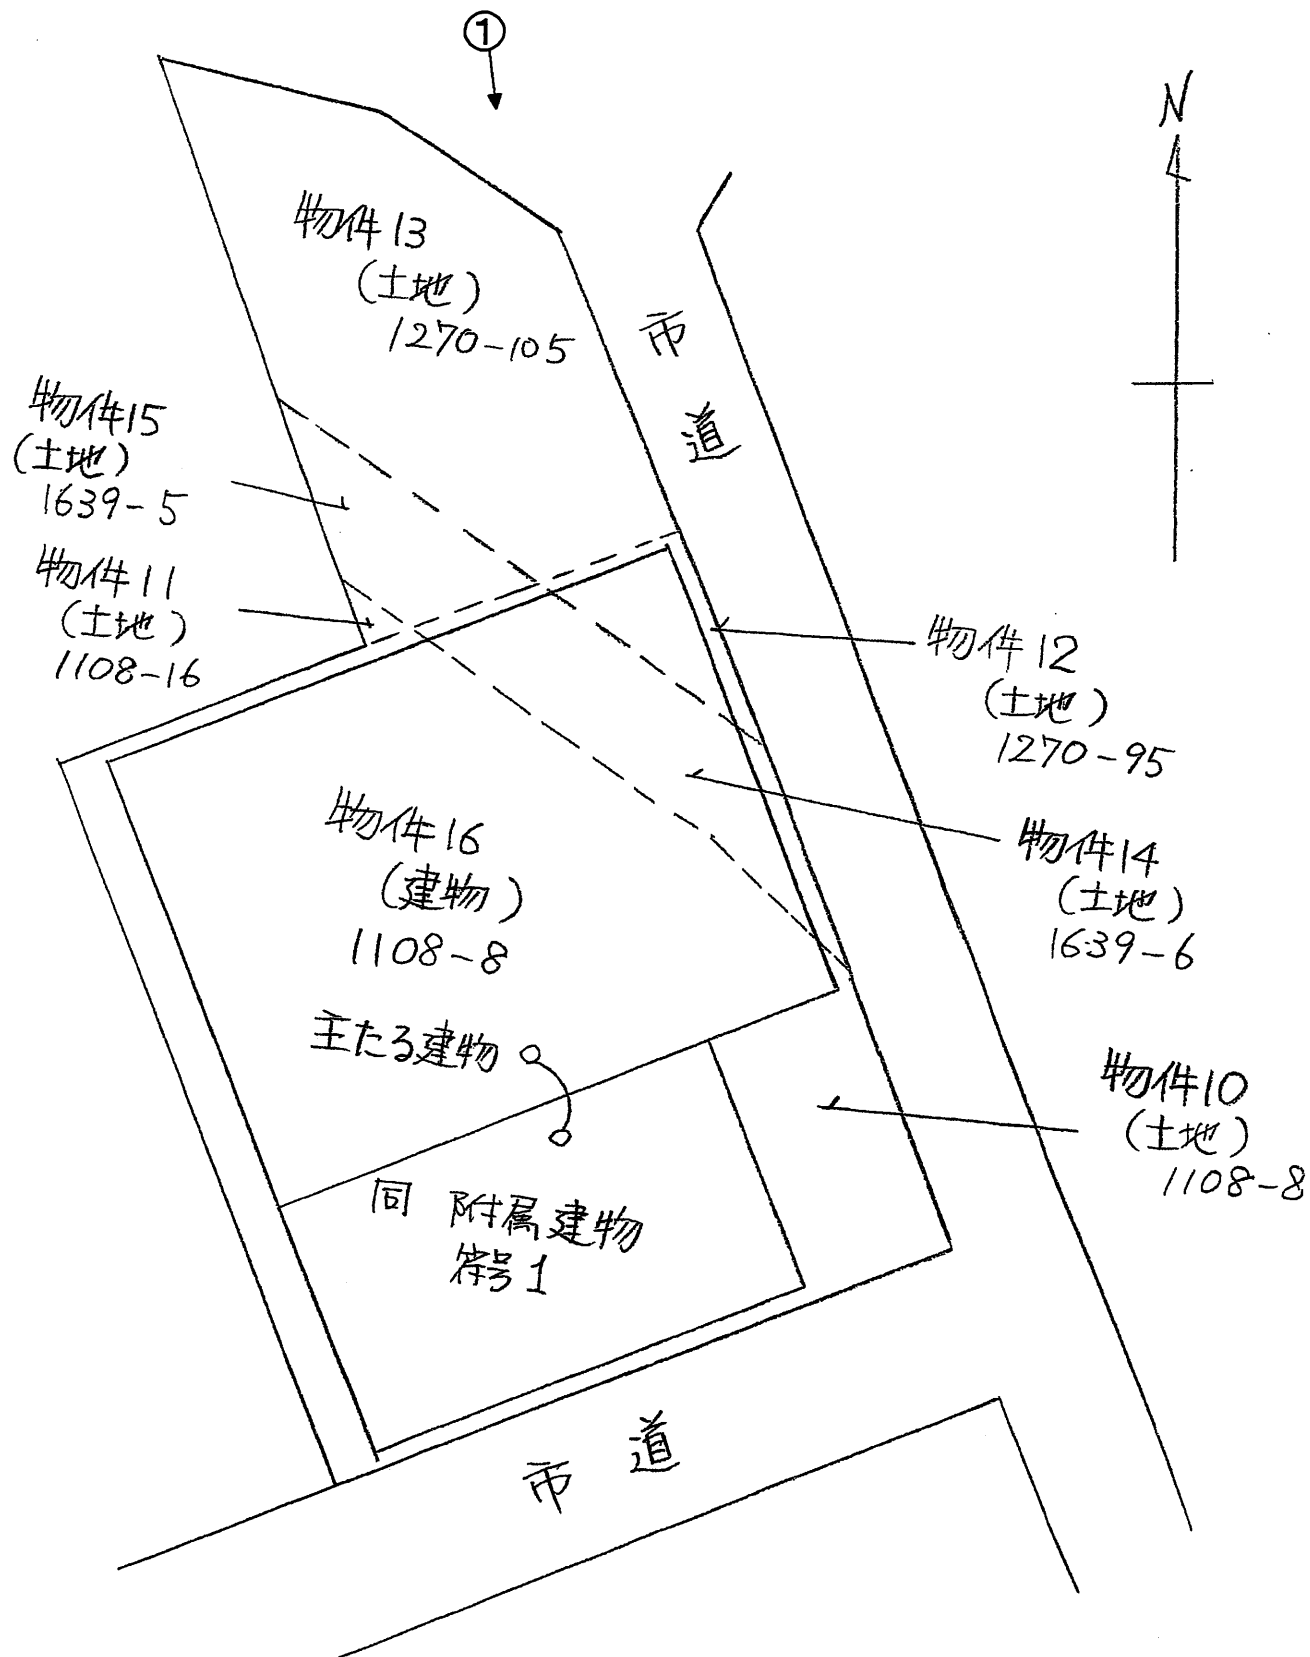 ①
N
物件13
(土地)
1270-105
市
道
物件15
(土地)
1639-5
物件11
(土地)
1108-16
物件12
(土地)
1270-95
物件16
(建物)
1108-8
物件14
(土地)
1639-6
主たる建物
物件10
(土地)
1108-8
同 附属建物
符号1
市道